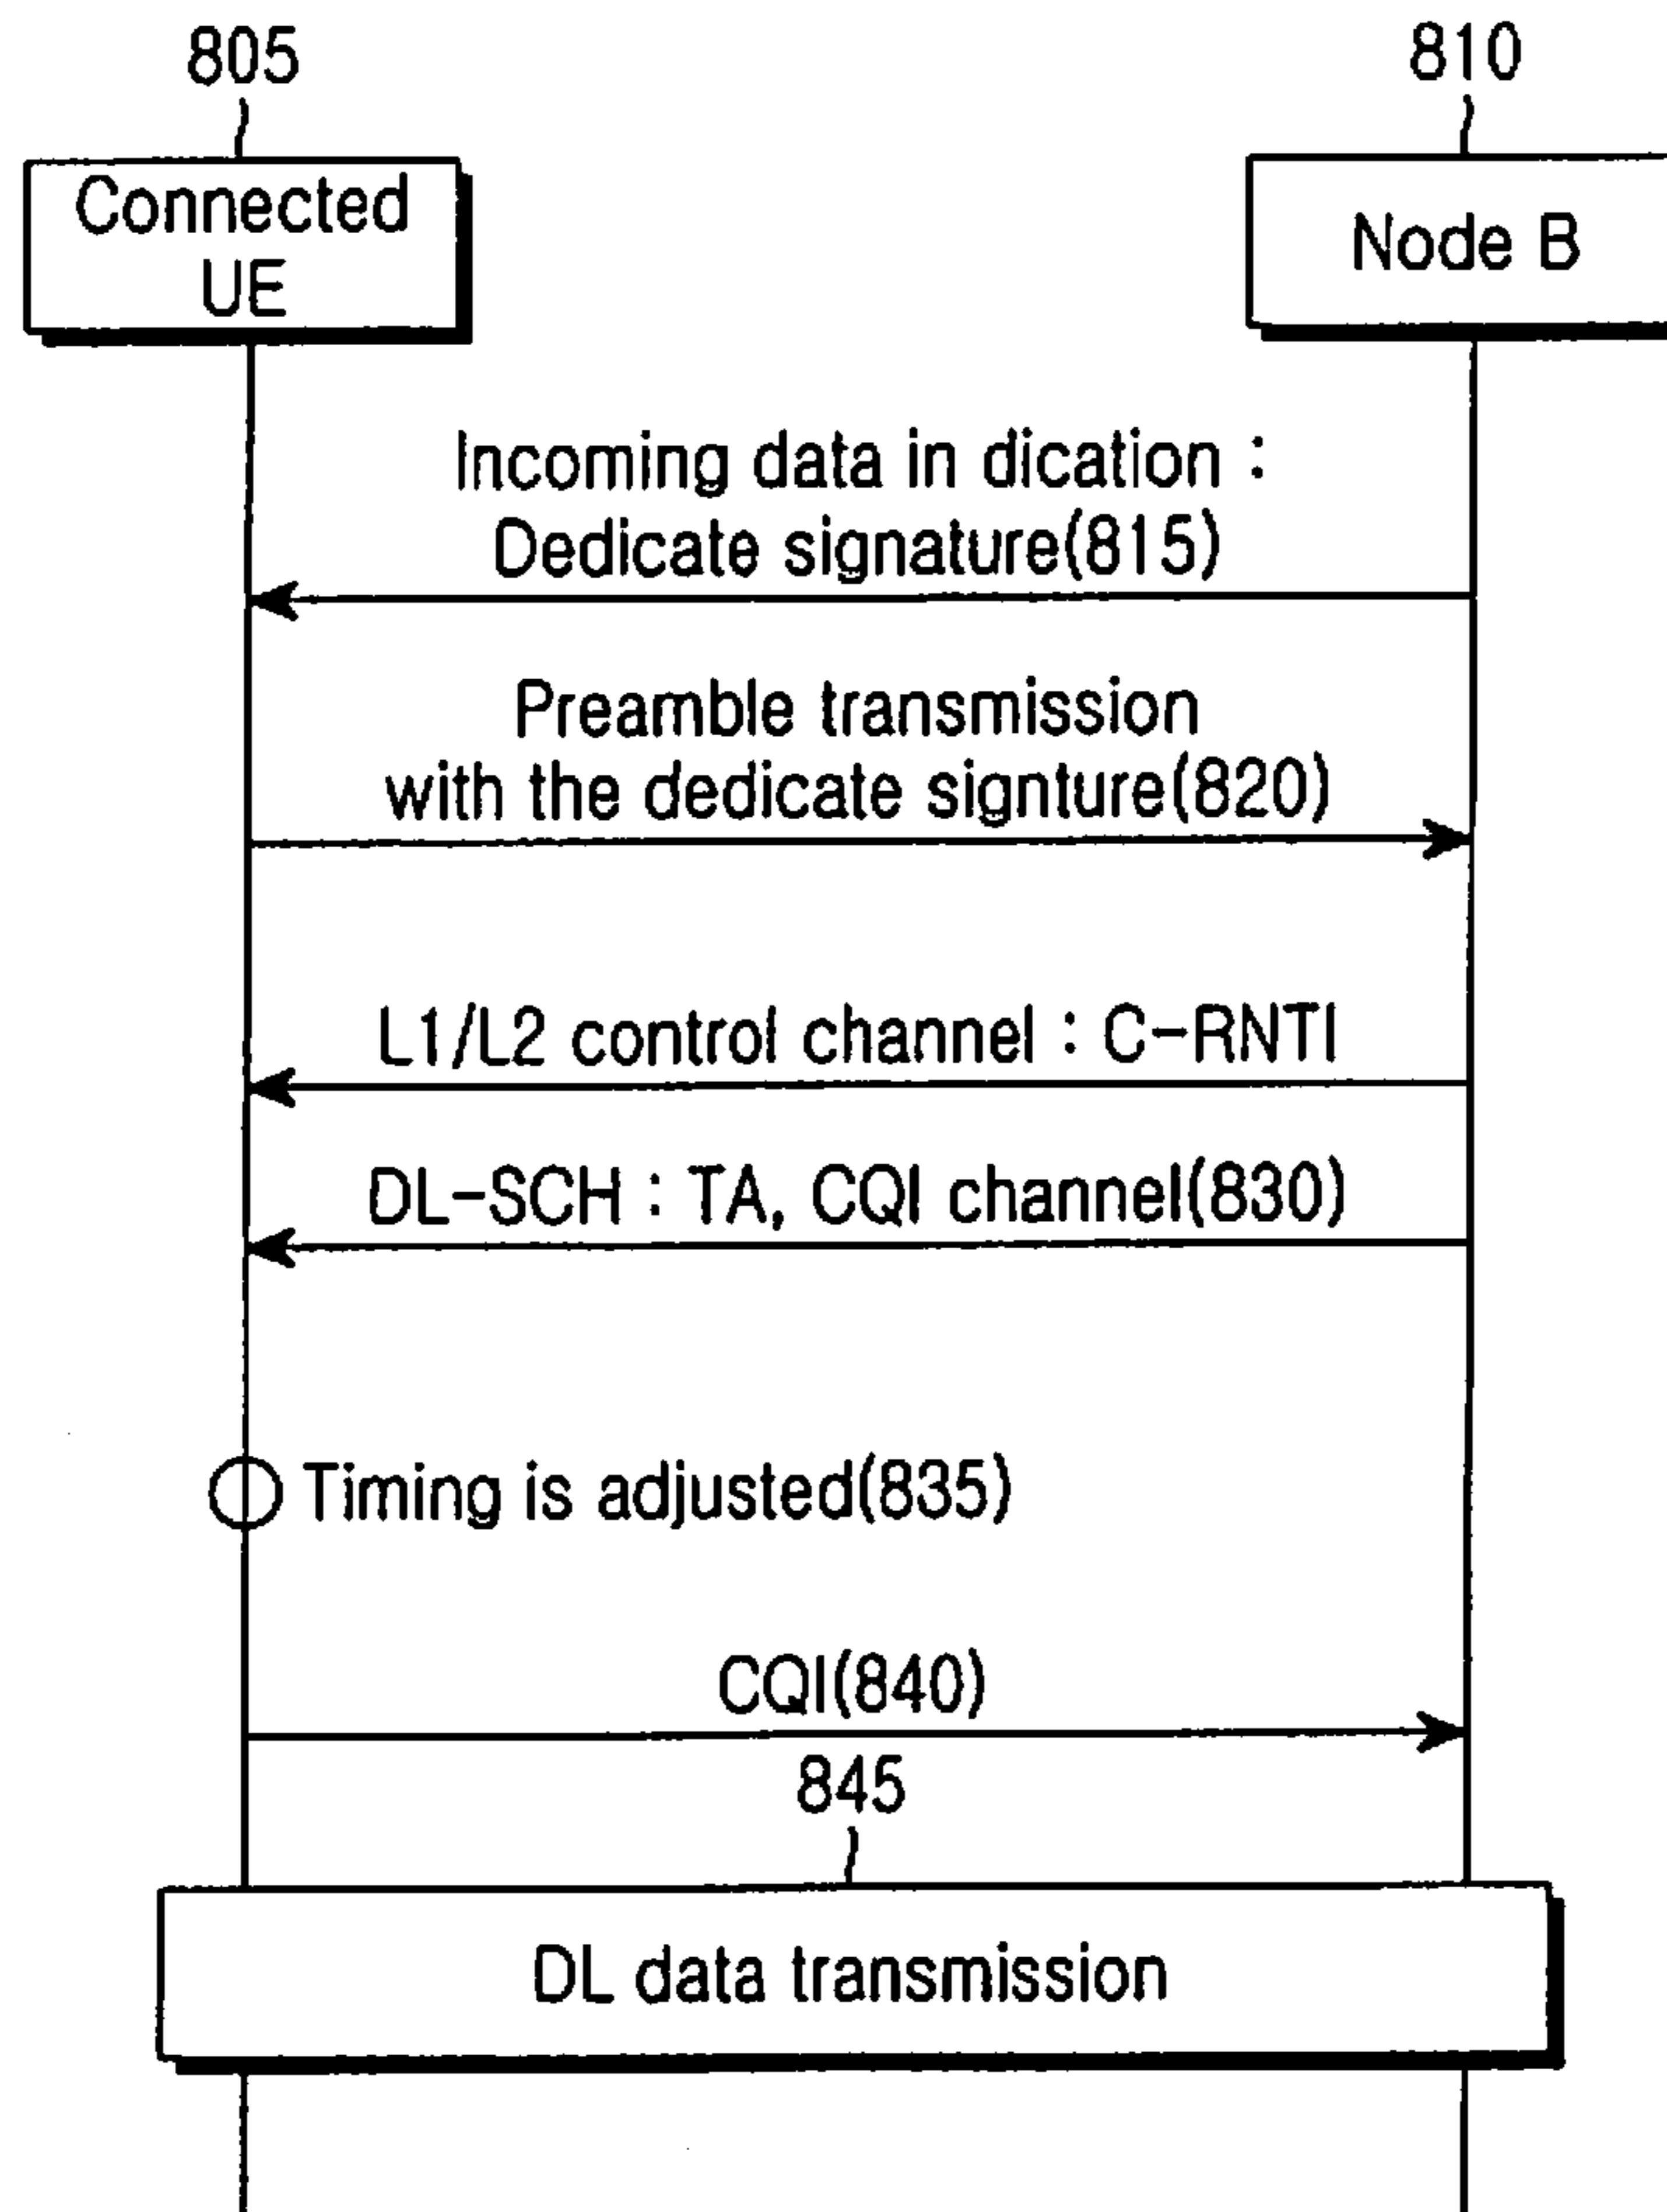 805
810
Connected
UE
Node B
Incoming data in dication :
Dedicate signature(815)
Preamble transmission
with the dedicate signture(820)
L1/L2 control channel : C-RNTI
DL-SCH : TA, CQI channel(830)
Timing is adjusted(835)
CQI(840)
845
DL data transmission